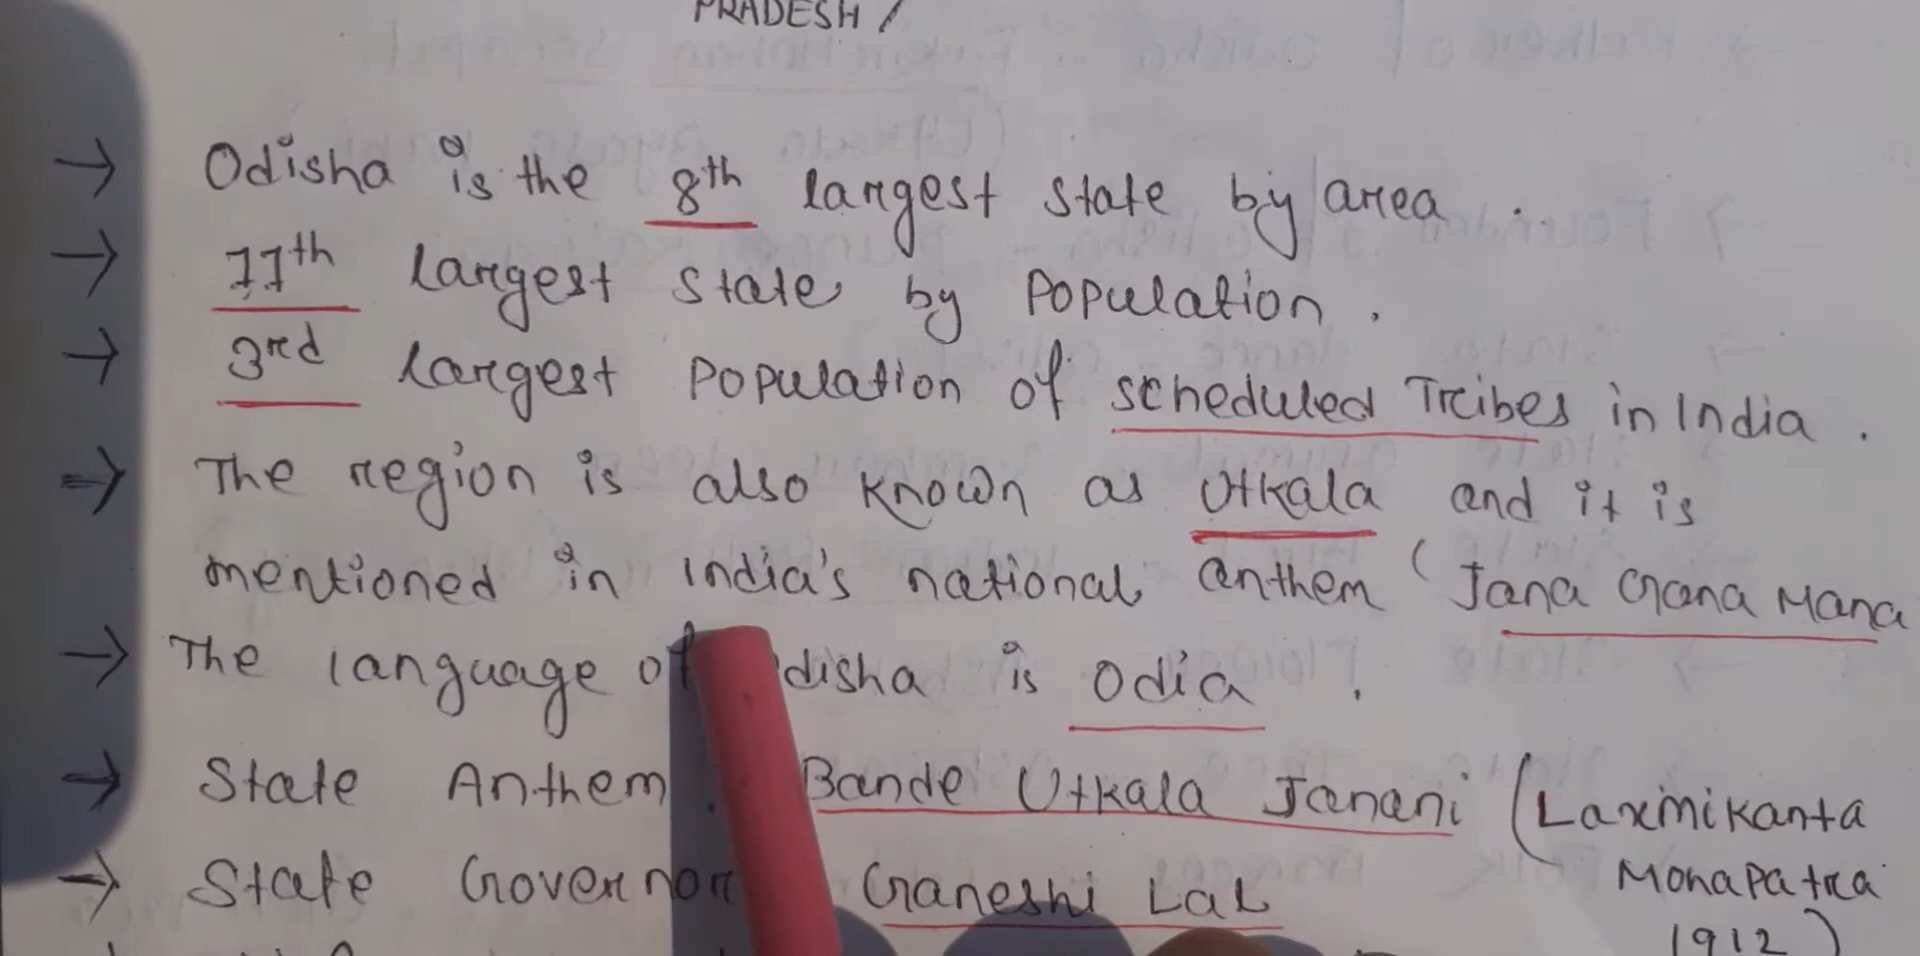 PRADESH /
→ Odisha is the 8th largest state by area.
→ 11th largest state by Population.
→ 3rd largest Population of scheduled Tribes in India.
→ The region is also known as Utkala and it is
mentioned in India's national anthem (Jana Gana Mana
→ The language of disha is Odia.
→ State Anthem. Bande Utkala Janani (Laxmikanta
Mohapatra
1912)
→ State Governor Ganeshi Lal